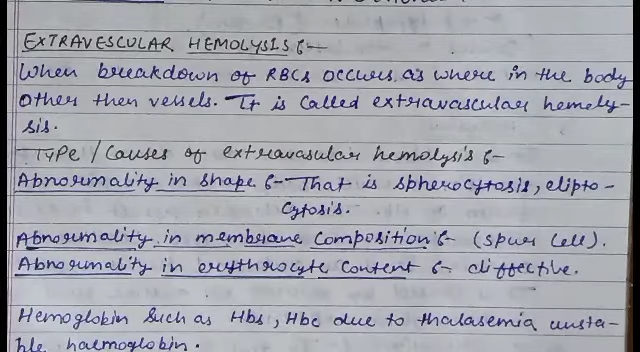 EXTRAVESCULAR HEMOLYSIS :-
When breakdown of RBCs occurs as where in the body
Other then vessels. It is called extravascular hemoly-
sis.
Type / Causes of extravasular hemolysis :-
Abnormality in shape :- That is spherocytosis, elipto-
cytosis.
Abnormality in membrane composition :- (spur cell).
Abnormality in erythrocyte content :- diffective.
Hemoglobin such as Hbs, Hbc due to thalasemia unsta-
ble haemoglobin.